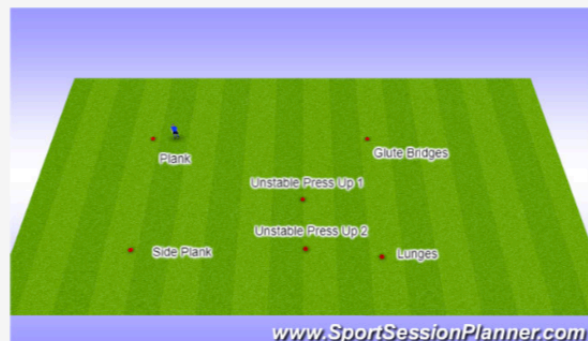 Plank
Glute Bridges
Unstable Press Up 1
Unstable Press Up 2
Side Plank
Lunges
www.SportSessionPlanner.com